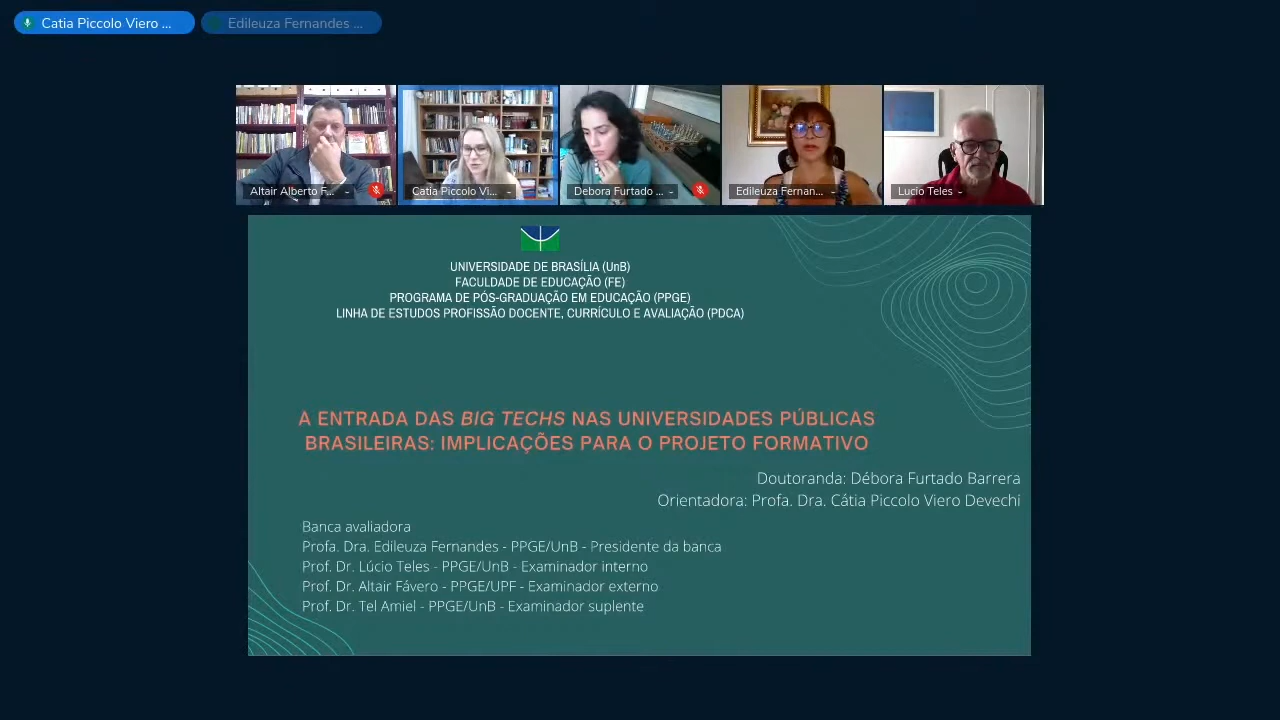 Catia Piccolo Viero ...
Edileuza Fernandes ...
Altair Alberto F...
Catia Piccolo Vi...
Debora Furtado ...
Edileuza Fernan...
Lucio Teles
UNIVERSIDADE DE BRASÍLIA (UnB)
FACULDADE DE EDUCAÇÃO (FE)
PROGRAMA DE PÓS-GRADUAÇÃO EM EDUCAÇÃO (PPGE)
LINHA DE ESTUDOS PROFISSÃO DOCENTE, CURRÍCULO E AVALIAÇÃO (PDCA)
A ENTRADA DAS BIG TECHS NAS UNIVERSIDADES PÚBLICAS
BRASILEIRAS: IMPLICAÇÕES PARA O PROJETO FORMATIVO
Doutoranda: Débora Furtado Barrera
Orientadora: Profa. Dra. Cátia Piccolo Viero Devechi
Banca avaliadora
Profa. Dra. Edileuza Fernandes - PPGE/UnB - Presidente da banca
Prof. Dr. Lúcio Teles - PPGE/UnB - Examinador interno
Prof. Dr. Altair Fávero - PPGE/UPF - Examinador externo
Prof. Dr. Tel Amiel - PPGE/UnB - Examinador suplente